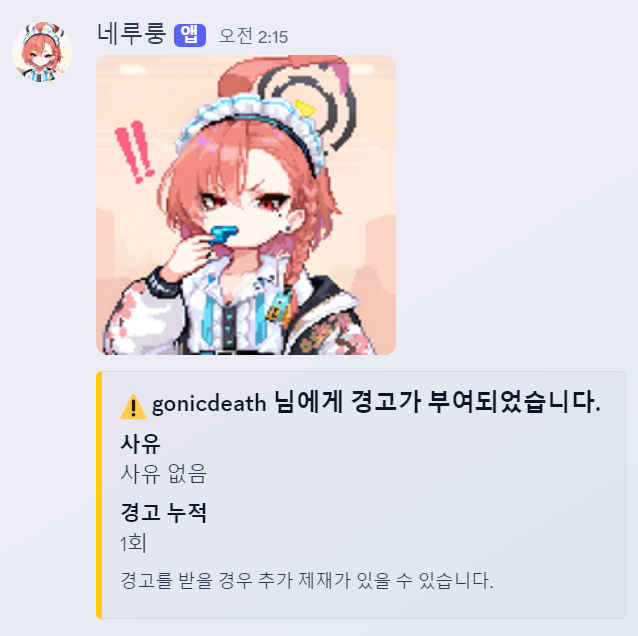 네루룽 앱 오전 2:15
!!
⚠ gonicdeath 님에게 경고가 부여되었습니다.
사유
사유 없음
경고 누적
1회
경고를 받을 경우 추가 제재가 있을 수 있습니다.